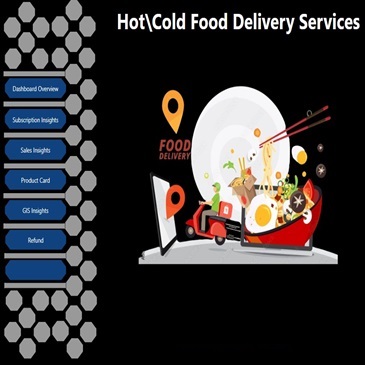 Hot\Cold Food Delivery Services
Dashboard Overview
Subscription Insights
Sales Insights
Product Card
GIS Insights
Refund
FOOD
DELIVERY